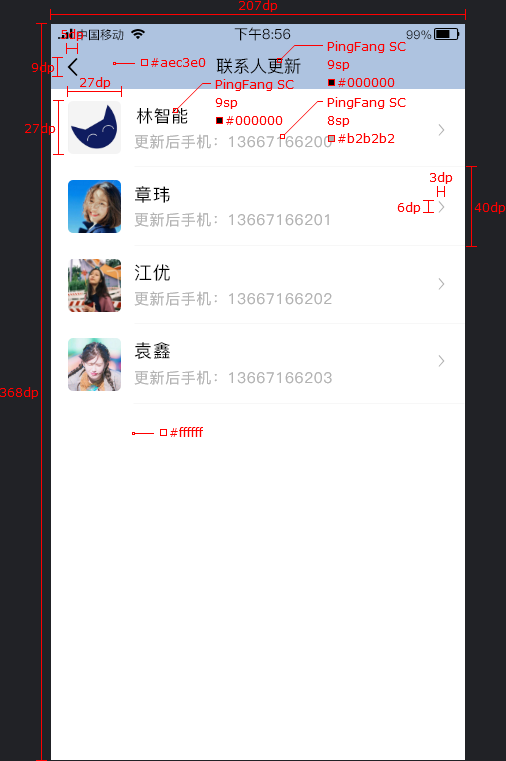 207dp
5dp
中国移动
下午8:56
99%
PingFang SC
9sp
#000000
9dp
#aec3e0
联系人更新
27dp
PingFang SC
9sp
#000000
PingFang SC
8sp
#b2b2b2
27dp
林智能
更新后手机：13667166200
3dp
6dp
40dp
章玮
更新后手机：13667166201
江优
更新后手机：13667166202
袁鑫
更新后手机：13667166203
368dp
#ffffff